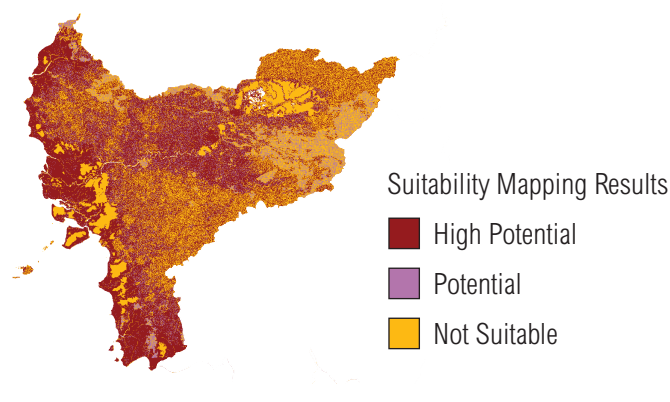 Suitability Mapping Results
High Potential
Potential
Not Suitable